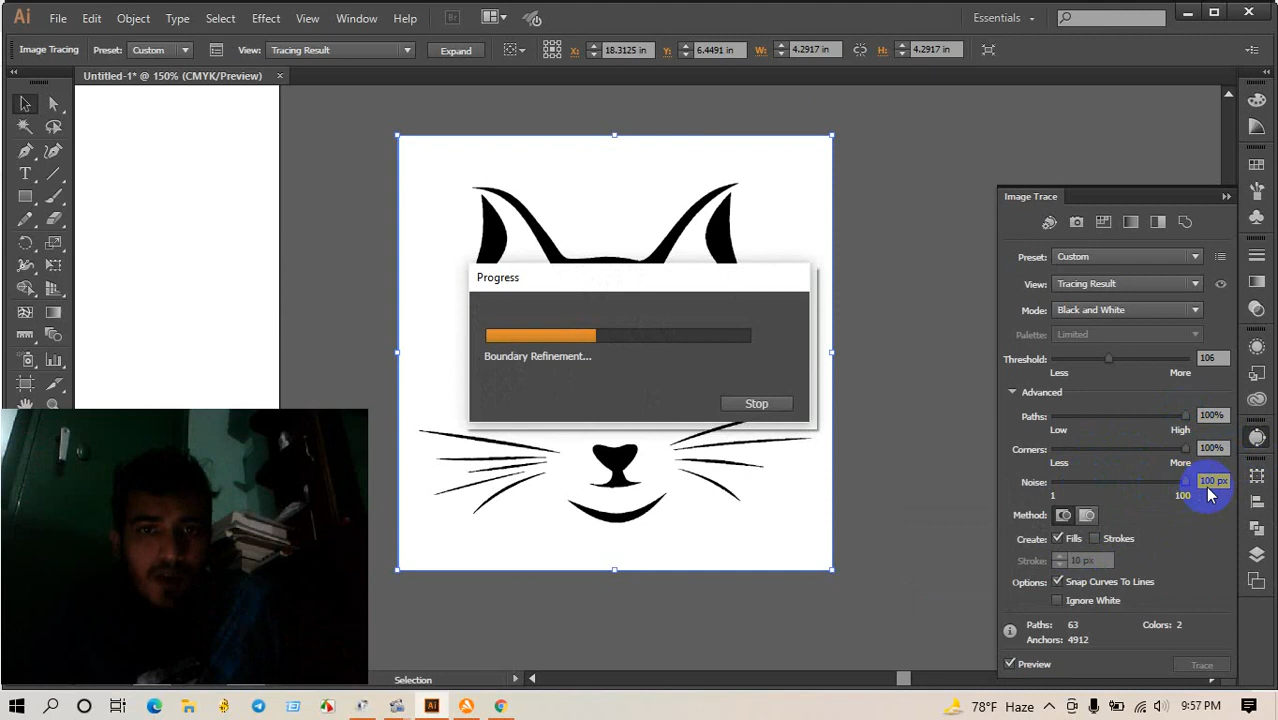 Ai File Edit Object Type Select Effect View Window Help Br Essentials
Image Tracing Preset: Custom View: Tracing Result Expand X: 18.3125 in Y: 6.4491 in W: 4.2917 in H: 4.2917 in
Untitled-1* @ 150% (CMYK/Preview)
Image Trace
Preset: Custom
View: Tracing Result
Mode: Black and White
Palette: Limited
Threshold: 106
Less More
Advanced
Paths: 100%
Low High
Corners: 100%
Less More
Noise: 100 px
1 100
Method:
Create: Fills Strokes
Stroke: 10 px
Options: Snap Curves To Lines
Ignore White
Paths: 63 Colors: 2
Anchors: 4912
Preview Trace
Progress
Boundary Refinement...
Stop
Selection
Ai 78°F Haze 9:57 PM